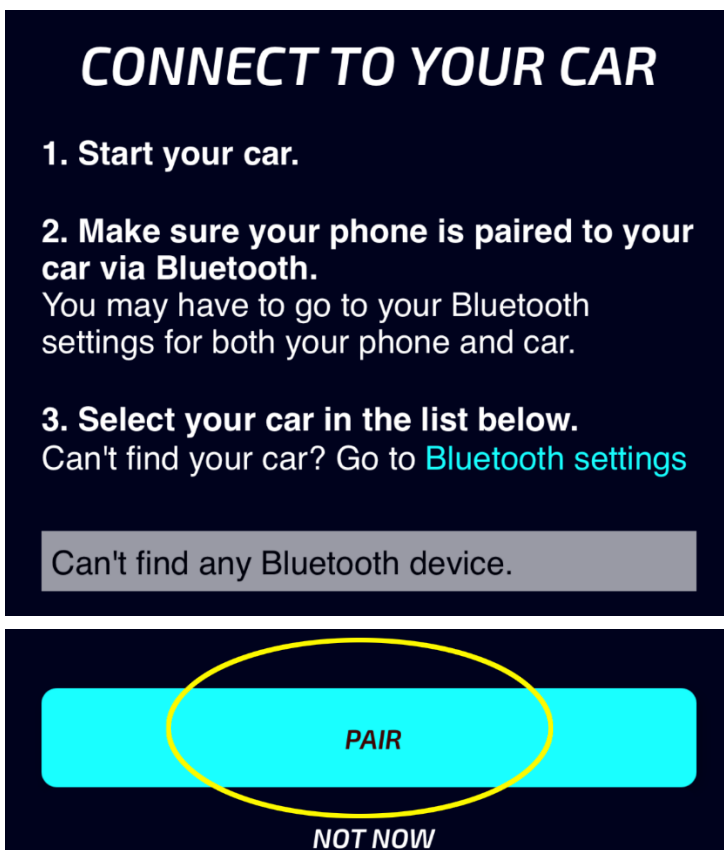 CONNECT TO YOUR CAR
1. Start your car.
2. Make sure your phone is paired to your
car via Bluetooth.
You may have to go to your Bluetooth
settings for both your phone and car.
3. Select your car in the list below.
Can't find your car? Go to Bluetooth settings
Can't find any Bluetooth device.
PAIR
NOT NOW